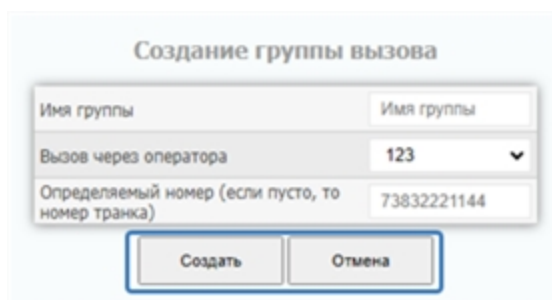 Создание группы вызова
Имя группы Имя группы
Вызов через оператора 123
Определяемый номер (если пусто, то
номер транка) 73832221144
Создать Отмена